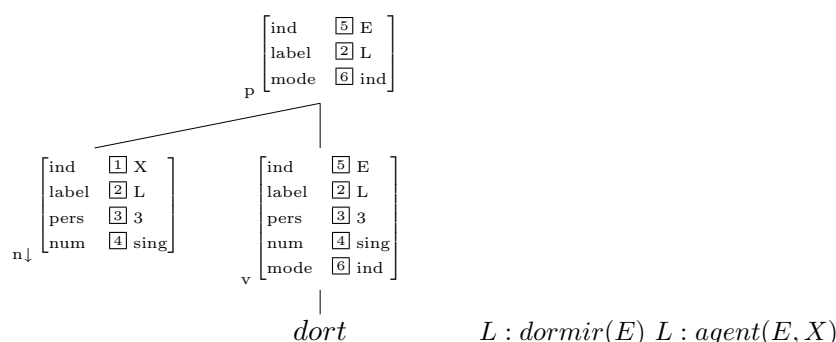 ind 5 E
label 2 L
mode 6 ind
p
ind 1 X
label 2 L
pers 3 3
num 4 sing
n↓
ind 5 E
label 2 L
pers 3 3
num 4 sing
mode 6 ind
v
dort
L : dormir(E) L : agent(E, X)